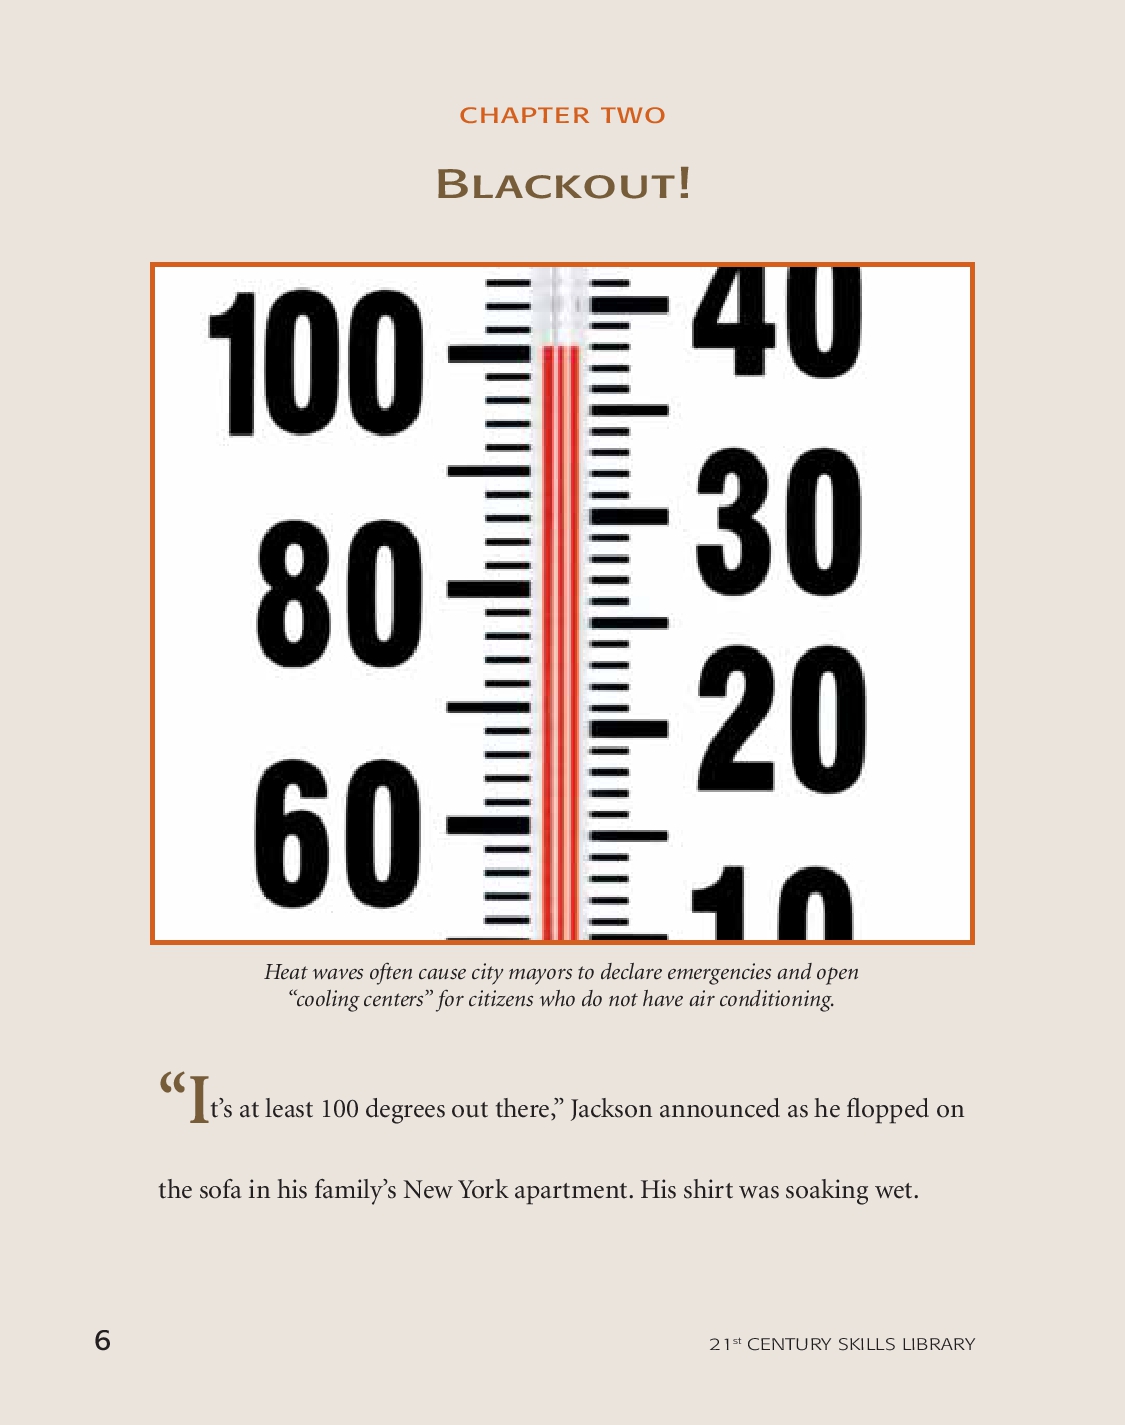 CHAPTER TWO
BLACKOUT!
100
40
80
30
60
20
10
Heat waves often cause city mayors to declare emergencies and open
“cooling centers” for citizens who do not have air conditioning.
“It’s at least 100 degrees out there,” Jackson announced as he flopped on
the sofa in his family’s New York apartment. His shirt was soaking wet.
6
21st CENTURY SKILLS LIBRARY